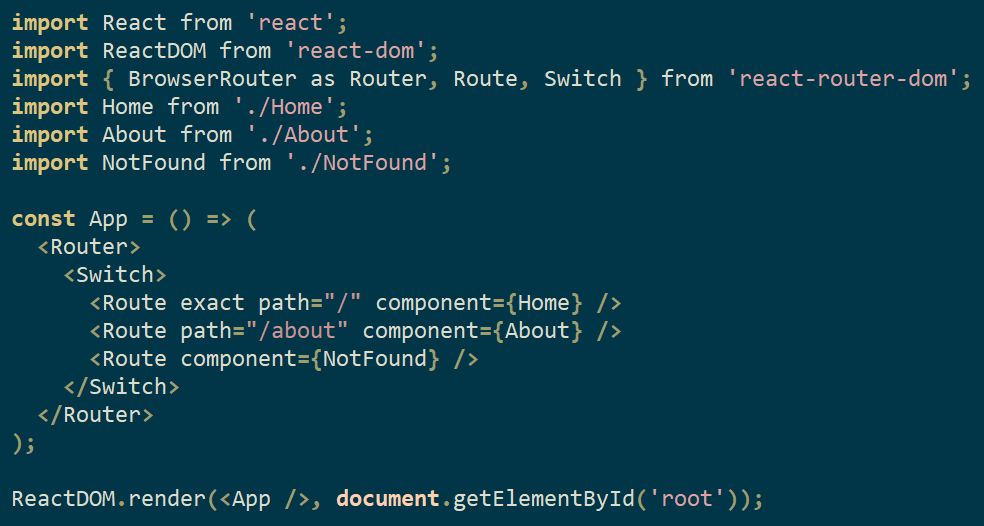 import React from 'react';
import ReactDOM from 'react-dom';
import { BrowserRouter as Router, Route, Switch } from 'react-router-dom';
import Home from './Home';
import About from './About';
import NotFound from './NotFound';

const App = () => (
  <Router>
    <Switch>
      <Route exact path="/" component={Home} />
      <Route path="/about" component={About} />
      <Route component={NotFound} />
    </Switch>
  </Router>
);

ReactDOM.render(<App />, document.getElementById('root'));